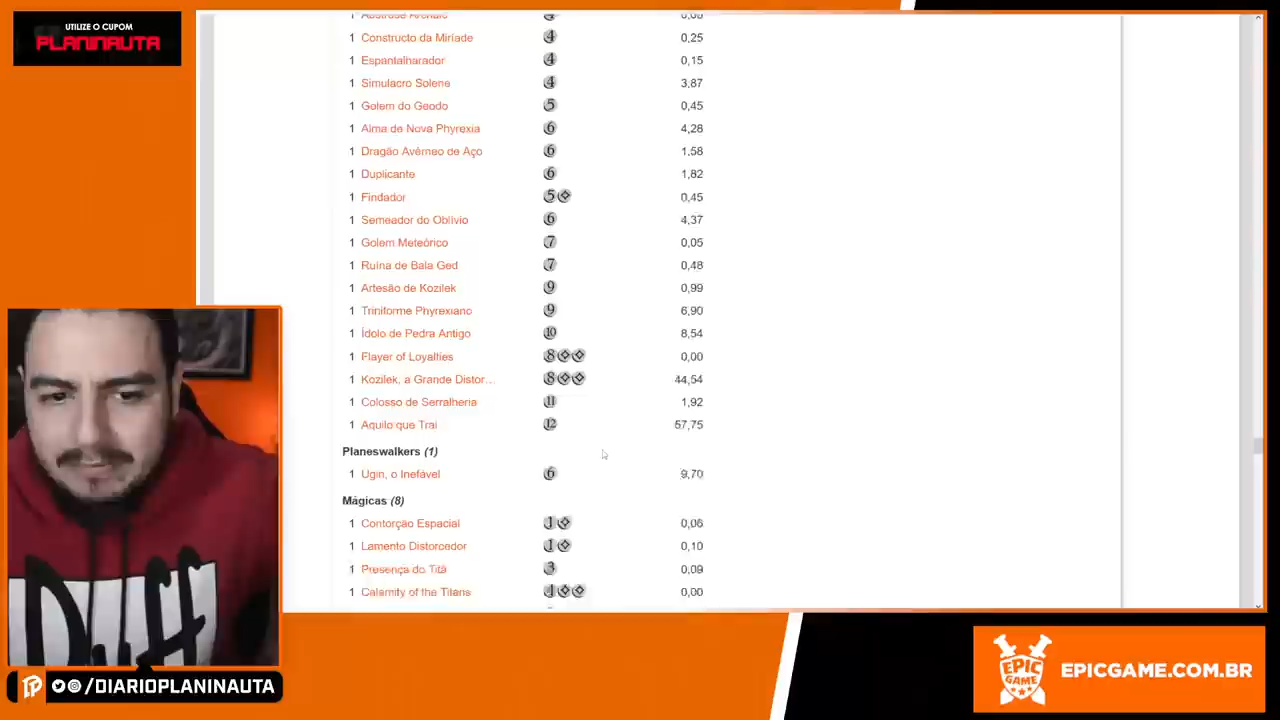 UTILIZE O CUPOM
PLANINAUTA
1 Constructo da Miríade 4 0,25
1 Espantalharador 4 0,15
1 Simulacro Solene 4 3,87
1 Golem do Geodo 5 0,45
1 Alma de Nova Phyrexia 6 4,28
1 Dragão Avérneo de Aço 6 1,58
1 Duplicante 6 1,82
1 Findador 5 0,45
1 Semeador do Oblívio 6 4,37
1 Golem Meteórico 7 0,05
1 Ruína de Bala Ged 7 0,48
1 Artesão de Kozilek 9 0,99
1 Triniforme Phyrexiano 9 6,90
1 Ídolo de Pedra Antigo 10 8,54
1 Flayer of Loyalties 8 0,00
1 Kozilek, a Grande Distor... 8 44,54
1 Colosso de Serralheria 11 1,92
1 Aquilo que Trai 12 57,75
Planeswalkers (1)
1 Ugin, o Inefável 6 9,70
Mágicas (8)
1 Contorção Espacial 1 0,06
1 Lamento Distorcedor 1 0,10
1 Presença do Titã 3 0,09
1 Calamity of the Titans 1 0,00
DUFF
/DIARIOPLANINAUTA
EPIC
GAME
EPICGAME.COM.BR